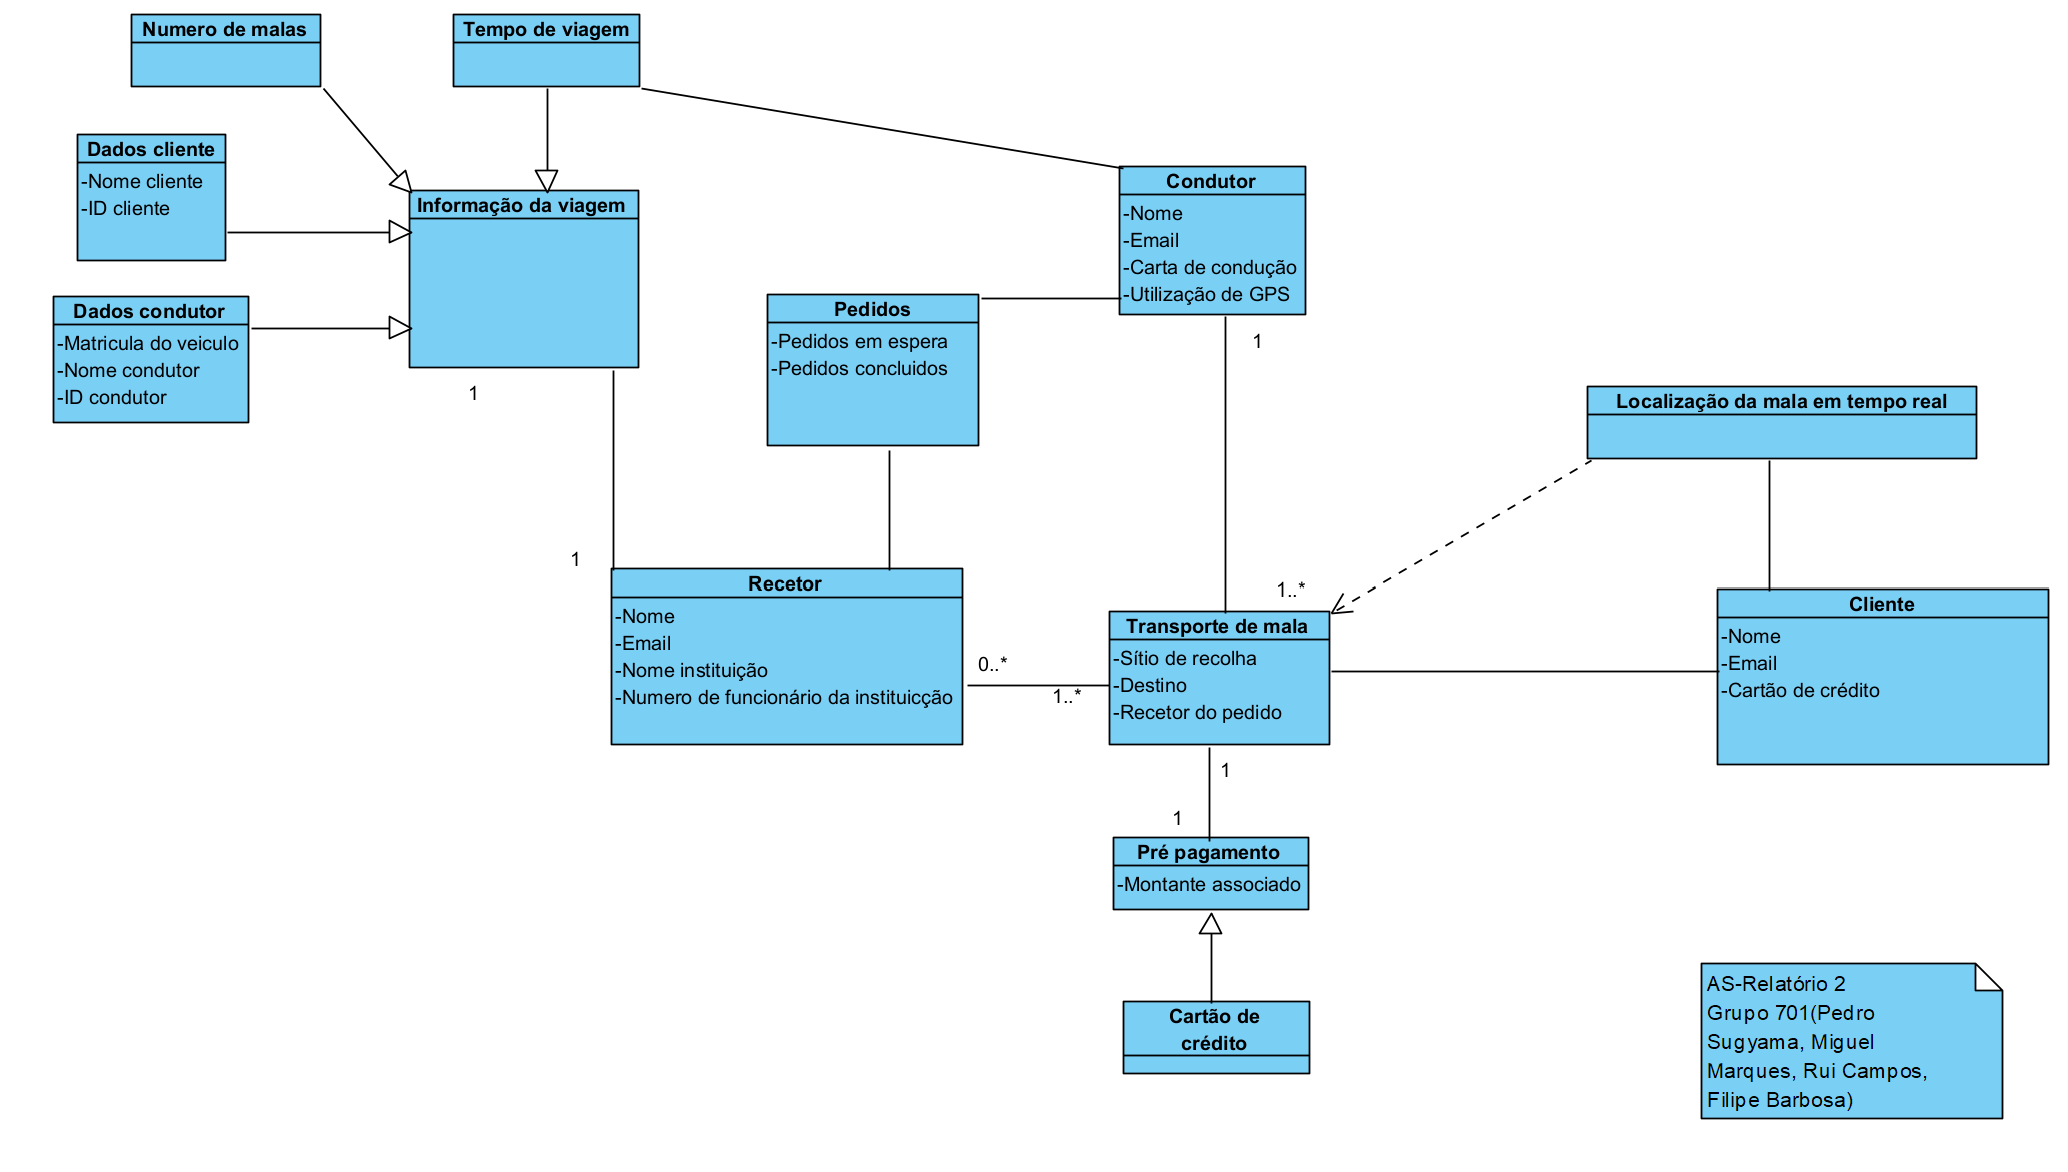 Numero de malas
Tempo de viagem
Dados cliente
-Nome cliente
-ID cliente
Informação da viagem
Condutor
-Nome
-Email
-Carta de condução
-Utilização de GPS
Dados condutor
-Matricula do veiculo
-Nome condutor
-ID condutor
Pedidos
-Pedidos em espera
-Pedidos concluidos
1
1
Localização da mala em tempo real
1
1..*
Recetor
-Nome
-Email
-Nome instituição
-Numero de funcionário da instituicção
0..*
1..*
Transporte de mala
-Sítio de recolha
-Destino
-Recetor do pedido
Cliente
-Nome
-Email
-Cartão de crédito
1
1
Pré pagamento
-Montante associado
Cartão de
crédito
AS-Relatório 2
Grupo 701(Pedro
Sugyama, Miguel
Marques, Rui Campos,
Filipe Barbosa)